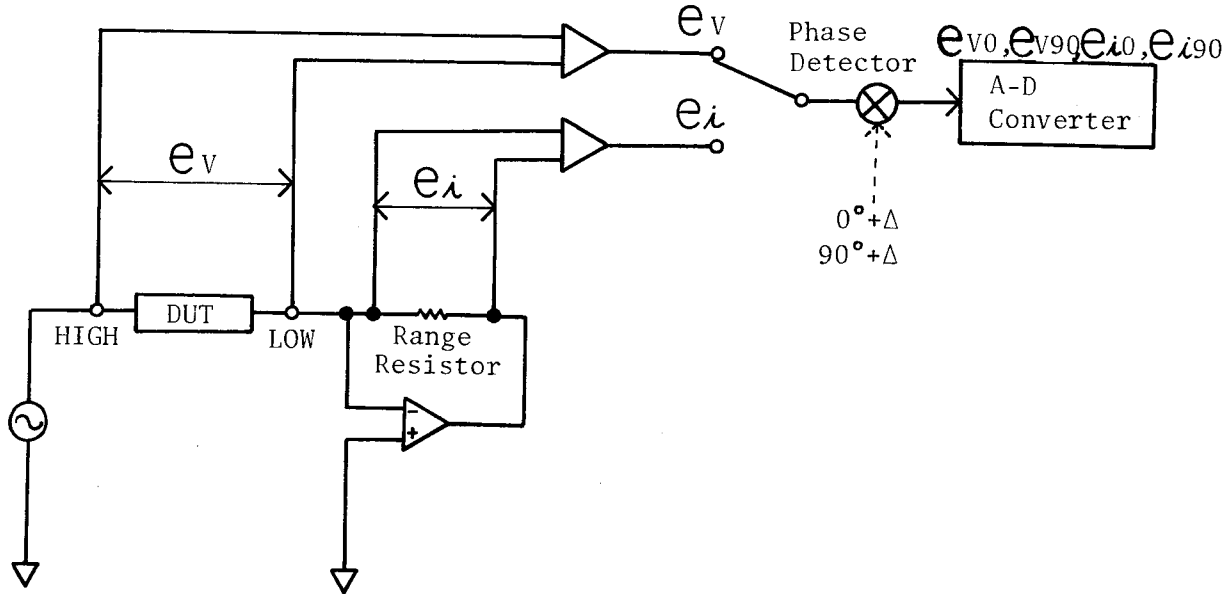 eV
Phase
Detector
eV0, eV90, ei0, ei90
A-D
Converter
ei
eV
ei
0°+Δ
90°+Δ
DUT
HIGH
LOW
Range
Resistor
-
+